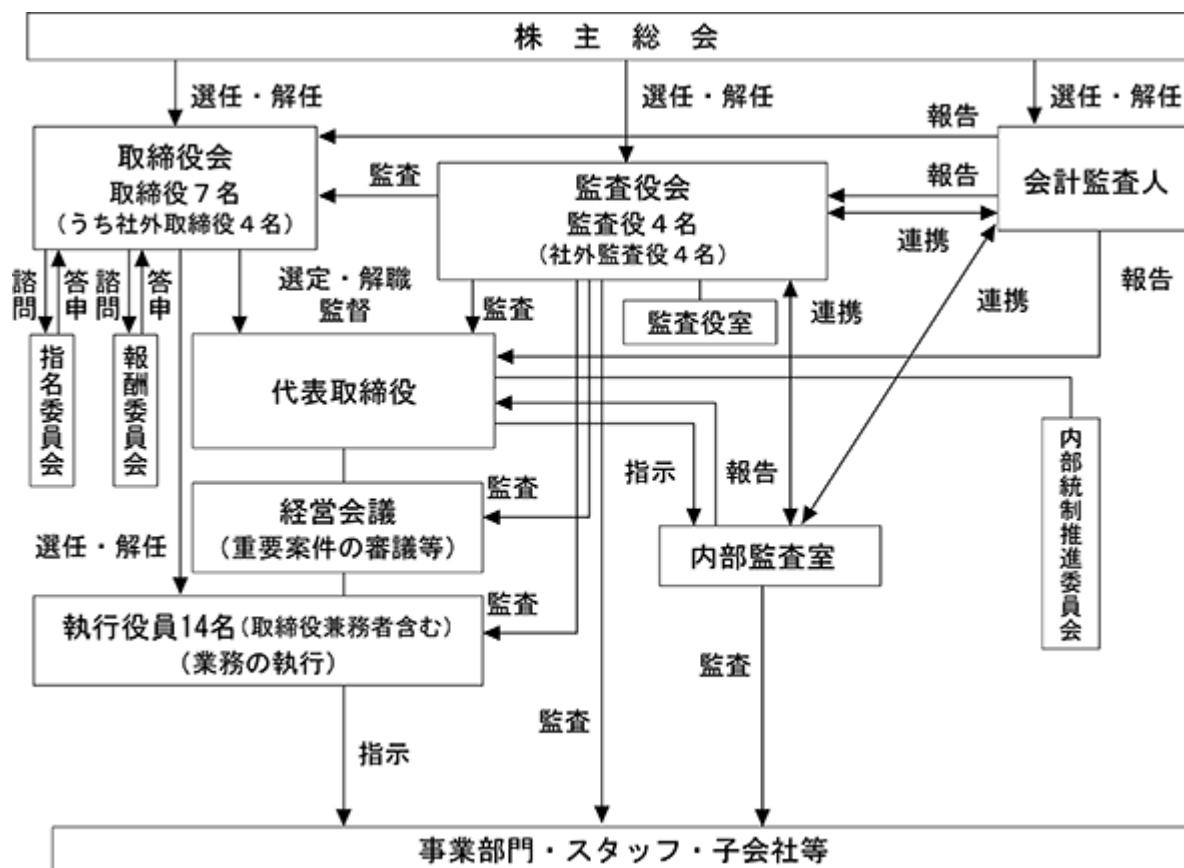 株主総会
選任・解任
選任・解任
選任・解任
報告
取締役会
取締役７名
（うち社外取締役４名）
監査
監査役会
監査役４名
（社外監査役４名）
報告
会計監査人
連携
諮問
答申
諮問
答申
選定・解職
監督
監査
監査役室
連携
連携
報告
指名委員会
報酬委員会
代表取締役
指示
報告
内部統制推進委員会
監査
経営会議
（重要案件の審議等）
選任・解任
内部監査室
監査
執行役員14名（取締役兼務者含む）
（業務の執行）
監査
監査
指示
事業部門・スタッフ・子会社等